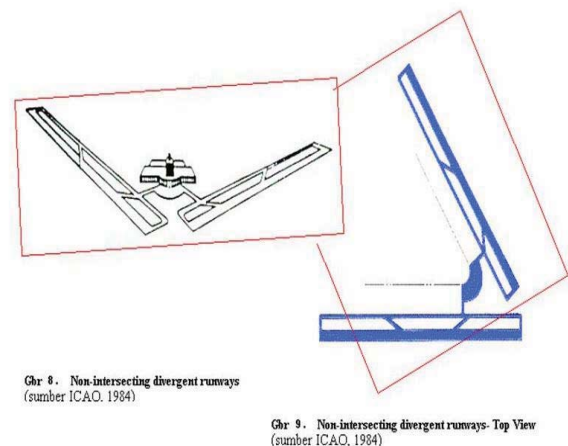 Gbr 8. Non-intersecting divergent runways
(sumber ICAO. 1984)
Gbr 9. Non-intersecting divergent runways- Top View
(sumber ICAO, 1984)